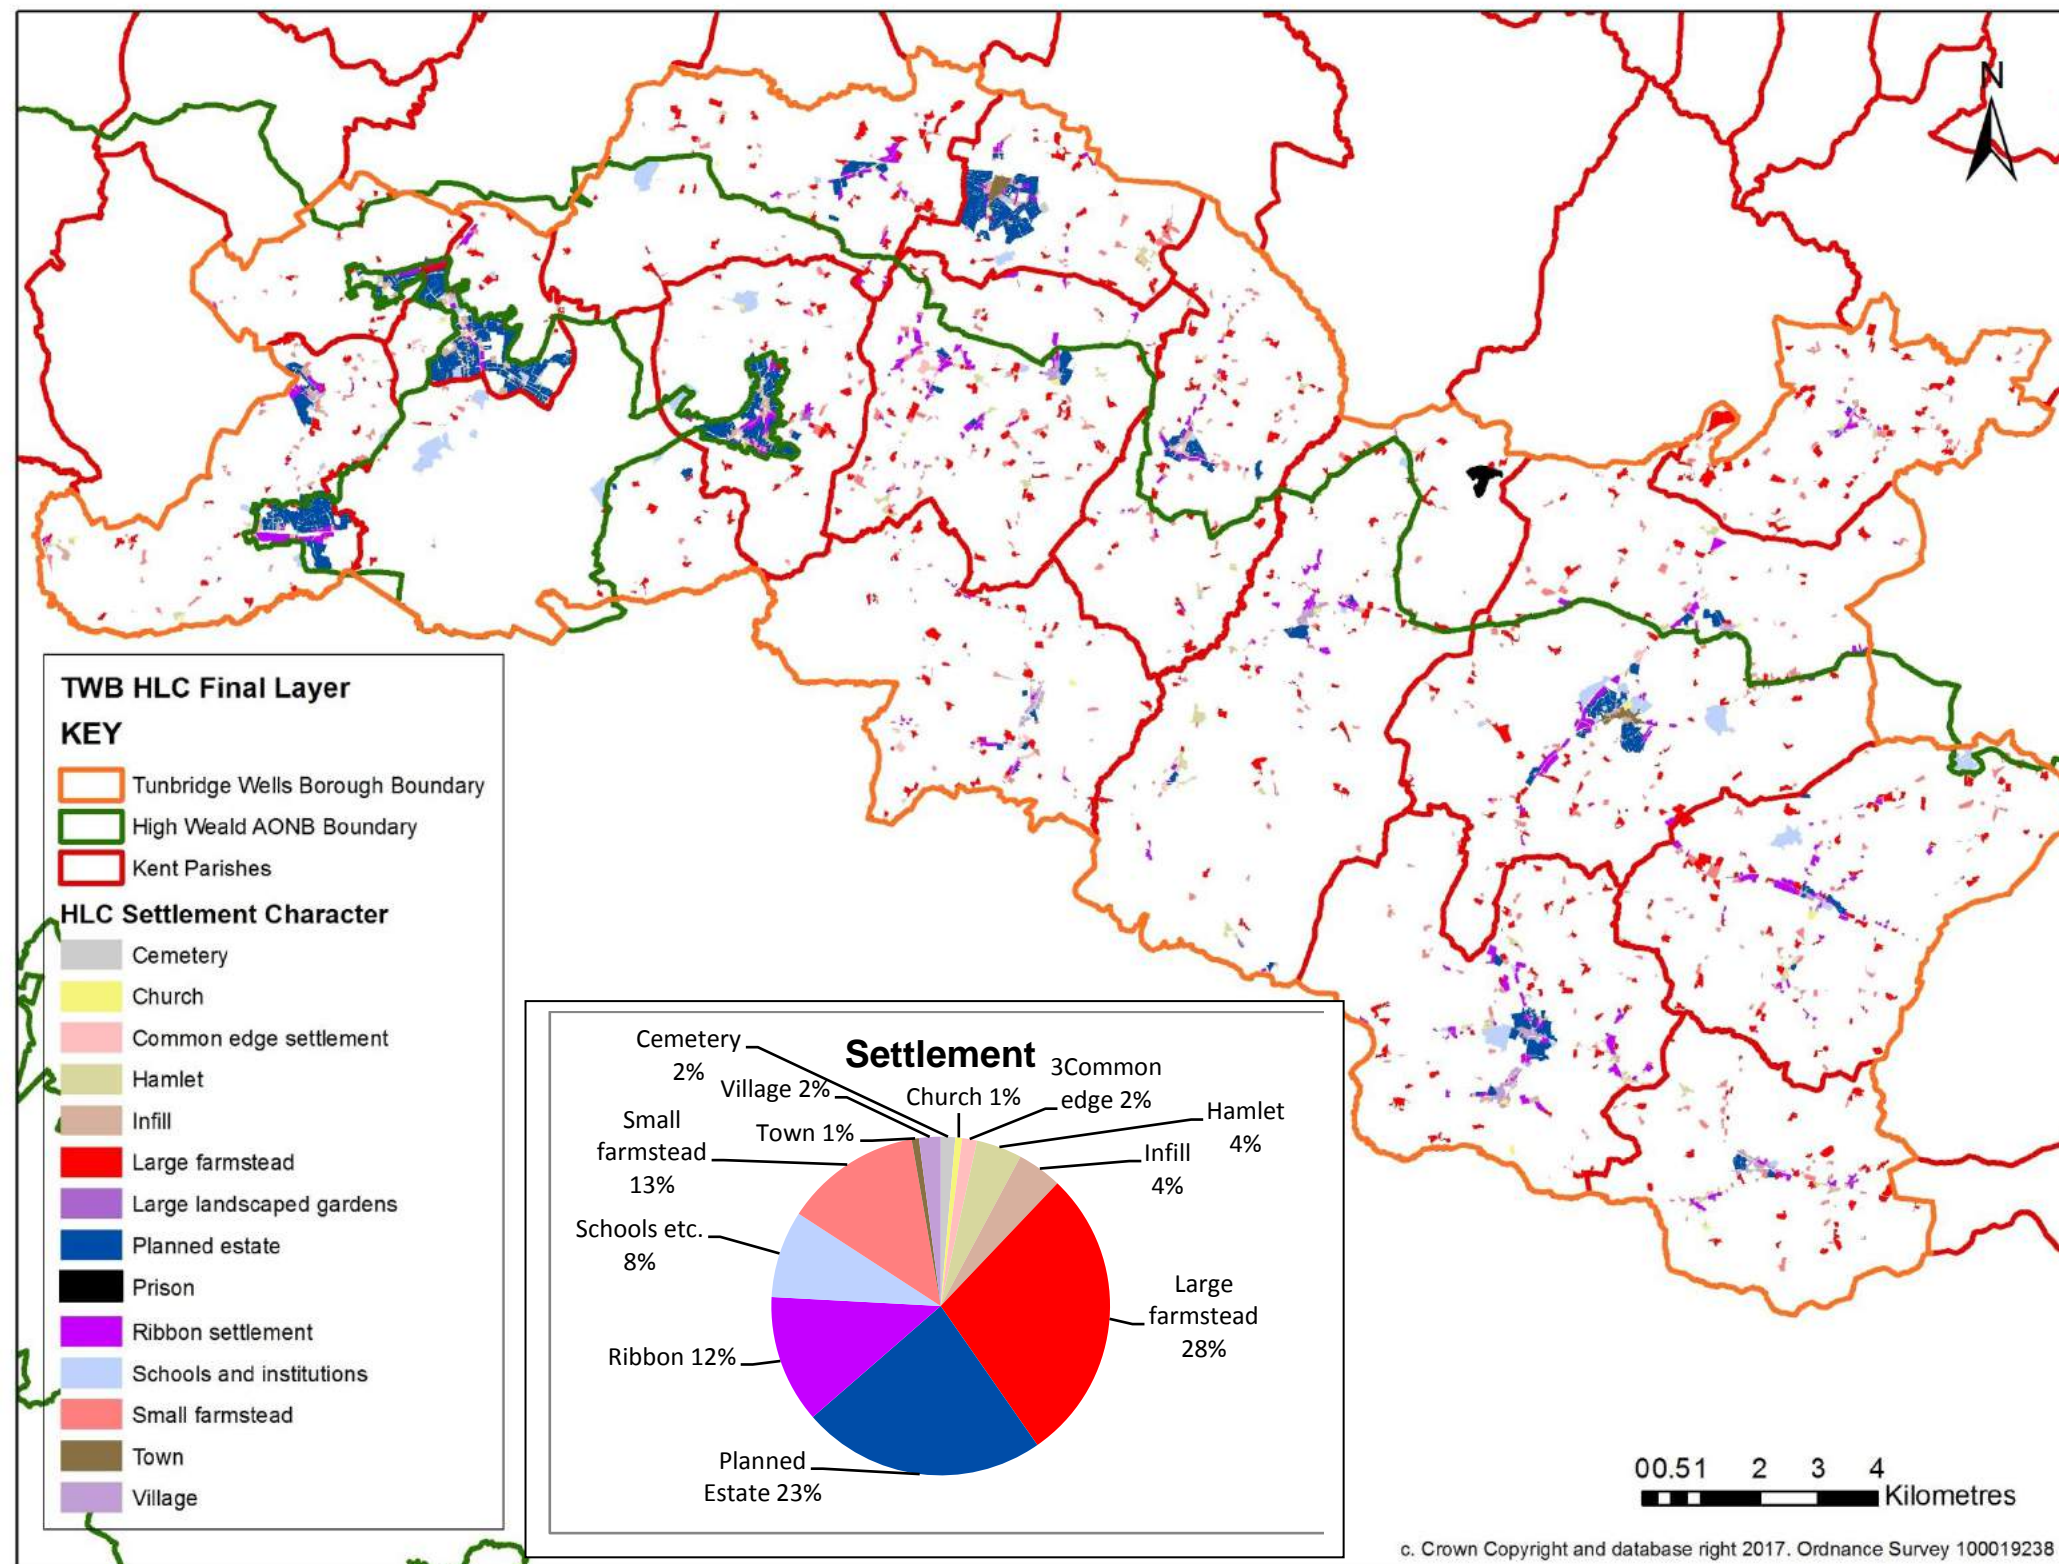 N
TWB HLC Final Layer
KEY
Tunbridge Wells Borough Boundary
High Weald AONB Boundary
Kent Parishes
HLC Settlement Character
Cemetery
Church
Common edge settlement
Hamlet
Infill
Large farmstead
Large landscaped gardens
Planned estate
Prison
Ribbon settlement
Schools and institutions
Small farmstead
Town
Village
Settlement
Cemetery
2%
Village 2%
Church 1%
3Common
edge 2%
Hamlet
4%
Infill
4%
Town 1%
Small
farmstead
13%
Schools etc.
8%
Large
farmstead
28%
Ribbon 12%
Planned
Estate 23%
00.51 2 3 4
Kilometres
c. Crown Copyright and database right 2017. Ordnance Survey 100019238